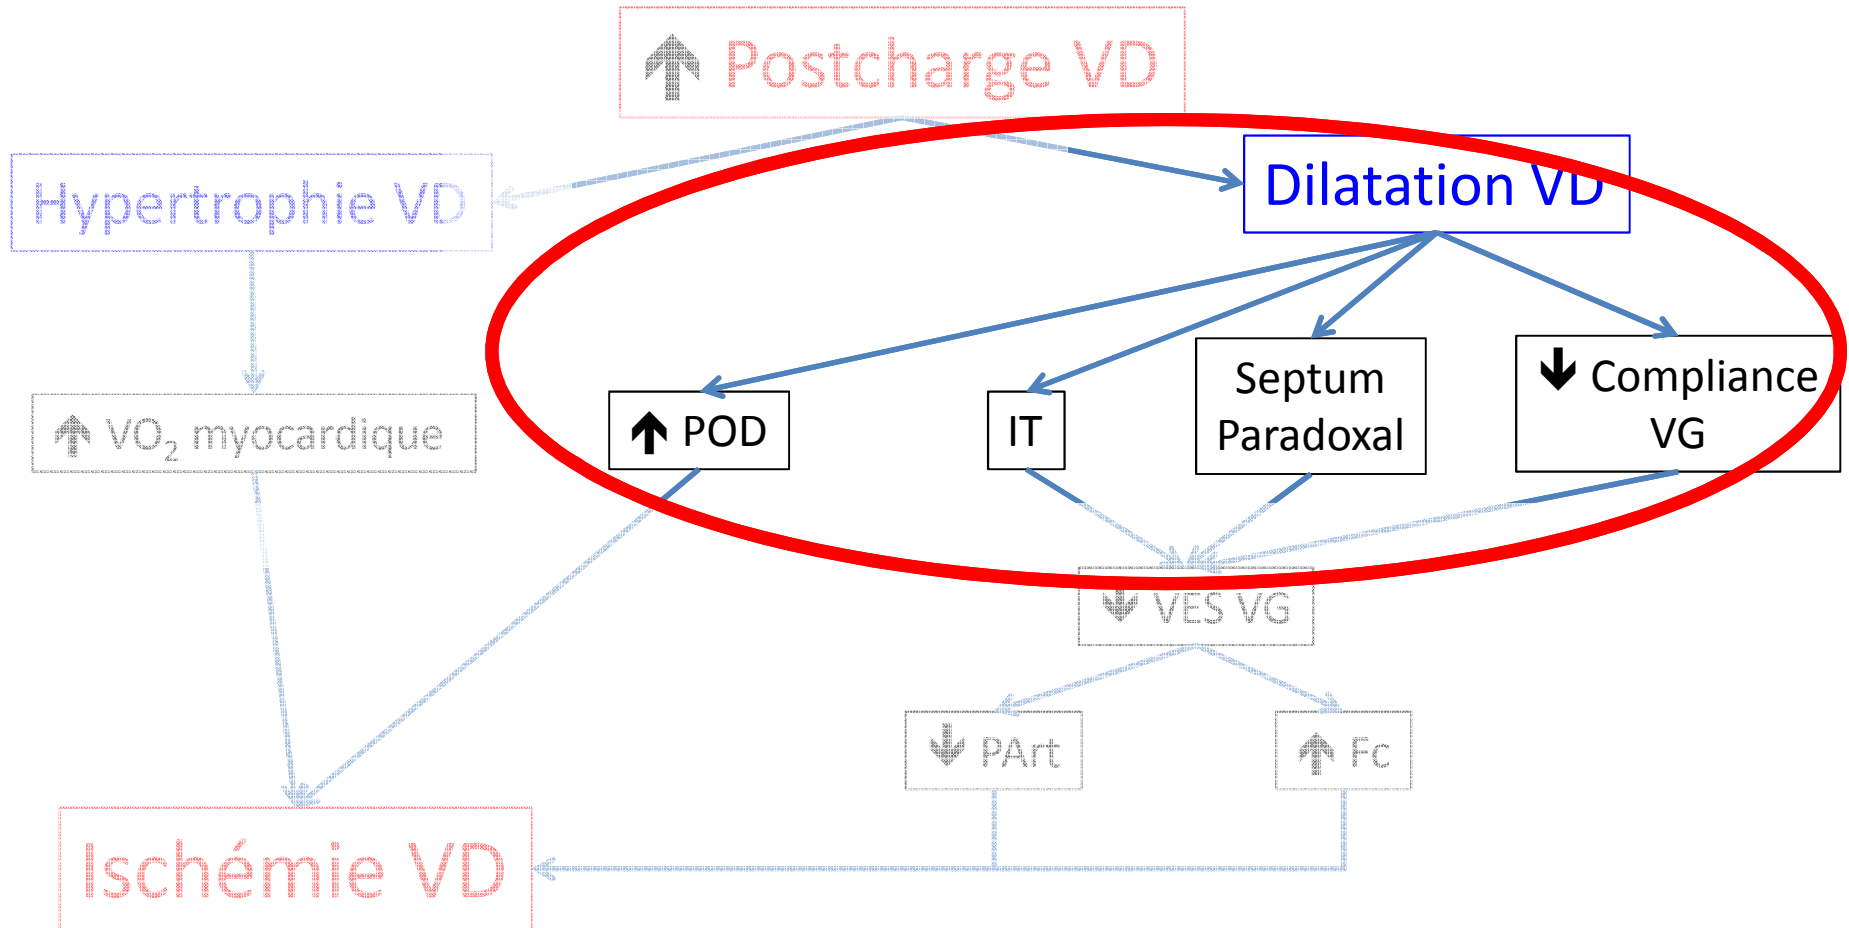 ↑ Postcharge VD
Hypertrophie VD
Dilatation VD
↑ VO₂ myocardique
↑ POD
IT
Septum
Paradoxal
↓ Compliance
VG
↓ VES VG
↓ PArt
↑ Fc
Ischémie VD